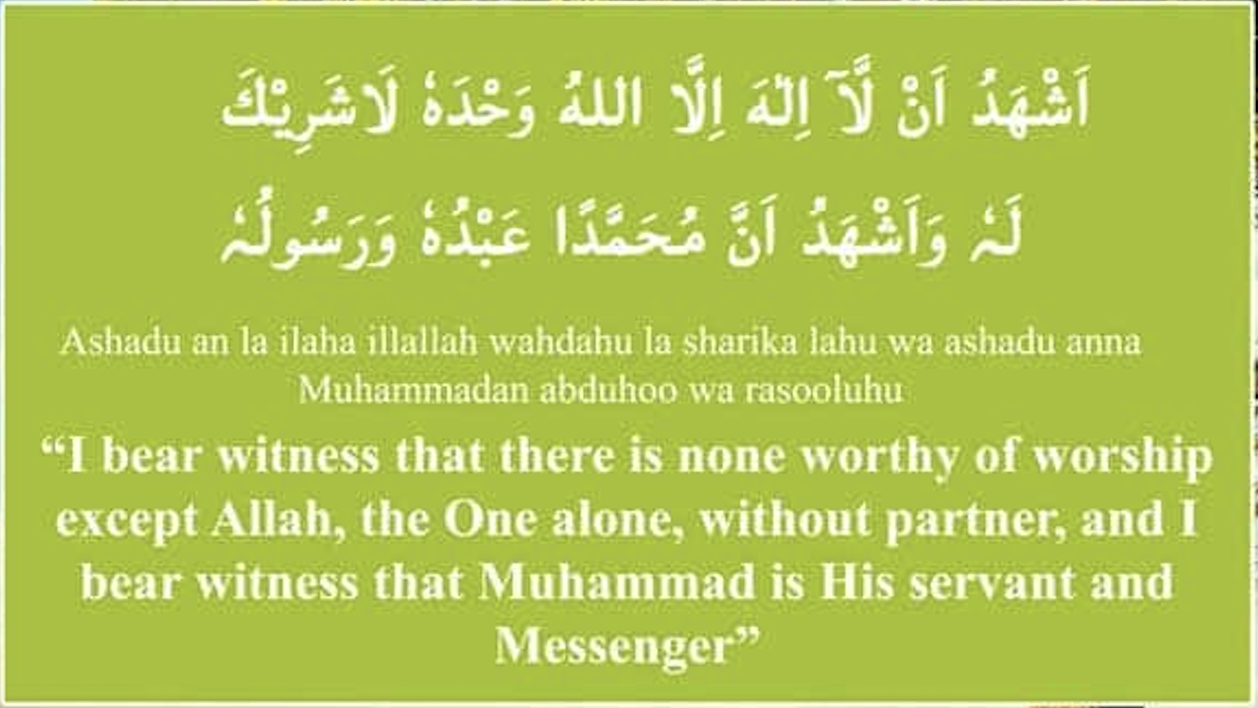 اَشْهَدُ اَنْ لَّآ اِلٰهَ اِلَّا اللهُ وَحْدَهٗ لَاشَرِيْكَ
لَهٗ وَاَشْهَدُ اَنَّ مُحَمَّدًا عَبْدُهٗ وَرَسُولُهٗ
Ashadu an la ilaha illallah wahdahu la sharika lahu wa ashadu anna
Muhammadan abduhoo wa rasooluhu
“I bear witness that there is none worthy of worship
except Allah, the One alone, without partner, and I
bear witness that Muhammad is His servant and
Messenger”